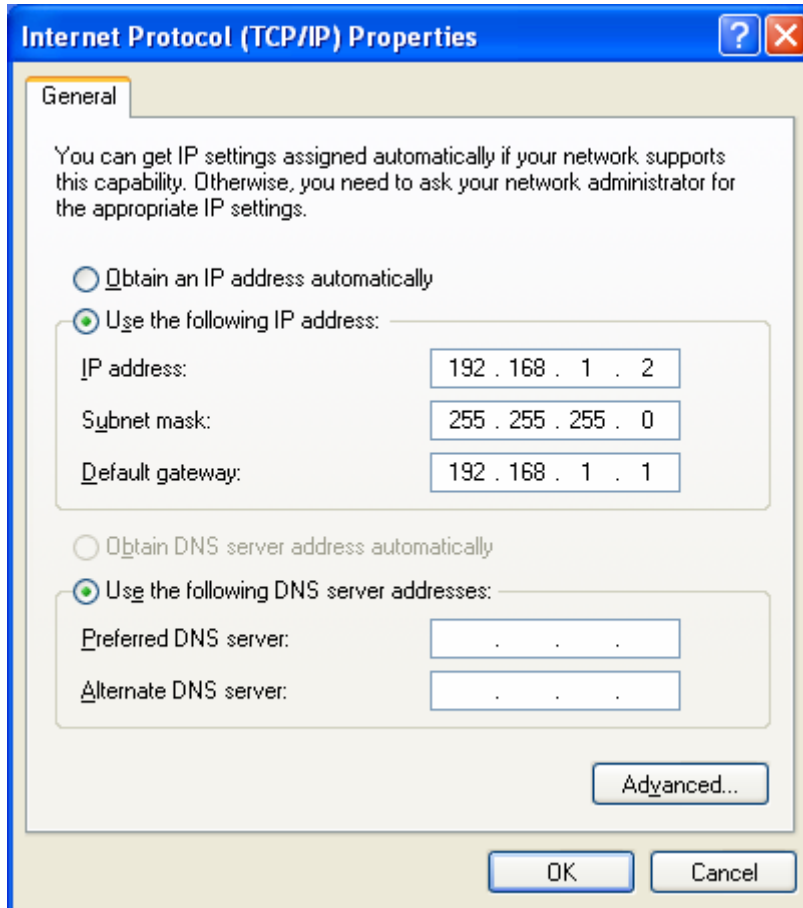 Internet Protocol (TCP/IP) Properties
General
You can get IP settings assigned automatically if your network supports
this capability. Otherwise, you need to ask your network administrator for
the appropriate IP settings.
Obtain an IP address automatically
Use the following IP address:
IP address: 192 . 168 . 1 . 2
Subnet mask: 255 . 255 . 255 . 0
Default gateway: 192 . 168 . 1 . 1
Obtain DNS server address automatically
Use the following DNS server addresses:
Preferred DNS server: . . .
Alternate DNS server: . . .
Advanced...
OK Cancel